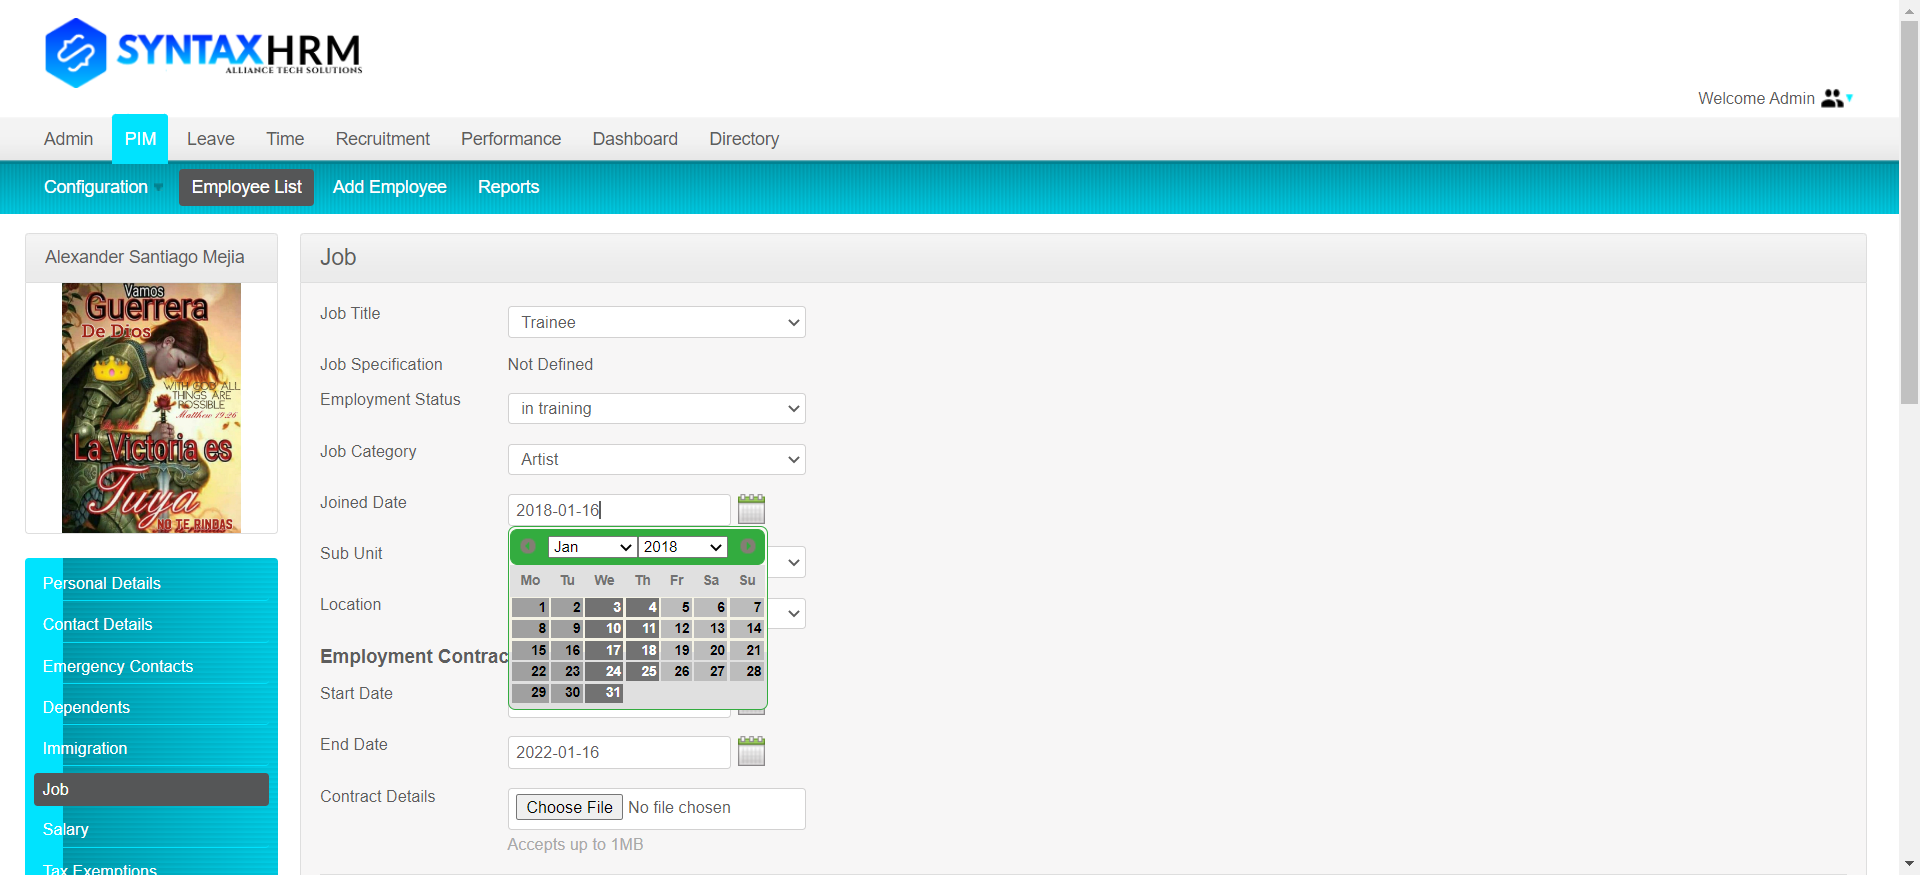 SYNTAXHRM
ALLIANCE TECH SOLUTIONS
Welcome Admin
Admin PIM Leave Time Recruitment Performance Dashboard Directory
Configuration Employee List Add Employee Reports
Alexander Santiago Mejia
Vamos
Guerrera
De Dios
WITH GOD ALL
THINGS ARE
POSSIBLE
Matthew 19:26
La Victoria es
Tuya
NO TE RINDAS
Personal Details
Contact Details
Emergency Contacts
Dependents
Immigration
Job
Salary
Tax Exemptions
Job
Job Title Trainee
Job Specification Not Defined
Employment Status in training
Job Category Artist
Joined Date 2018-01-16
Jan 2018
Mo Tu We Th Fr Sa Su
1 2 3 4 5 6 7
8 9 10 11 12 13 14
15 16 17 18 19 20 21
22 23 24 25 26 27 28
29 30 31
Sub Unit
Location
Employment Contrac
Start Date
End Date 2022-01-16
Contract Details Choose File No file chosen
Accepts up to 1MB